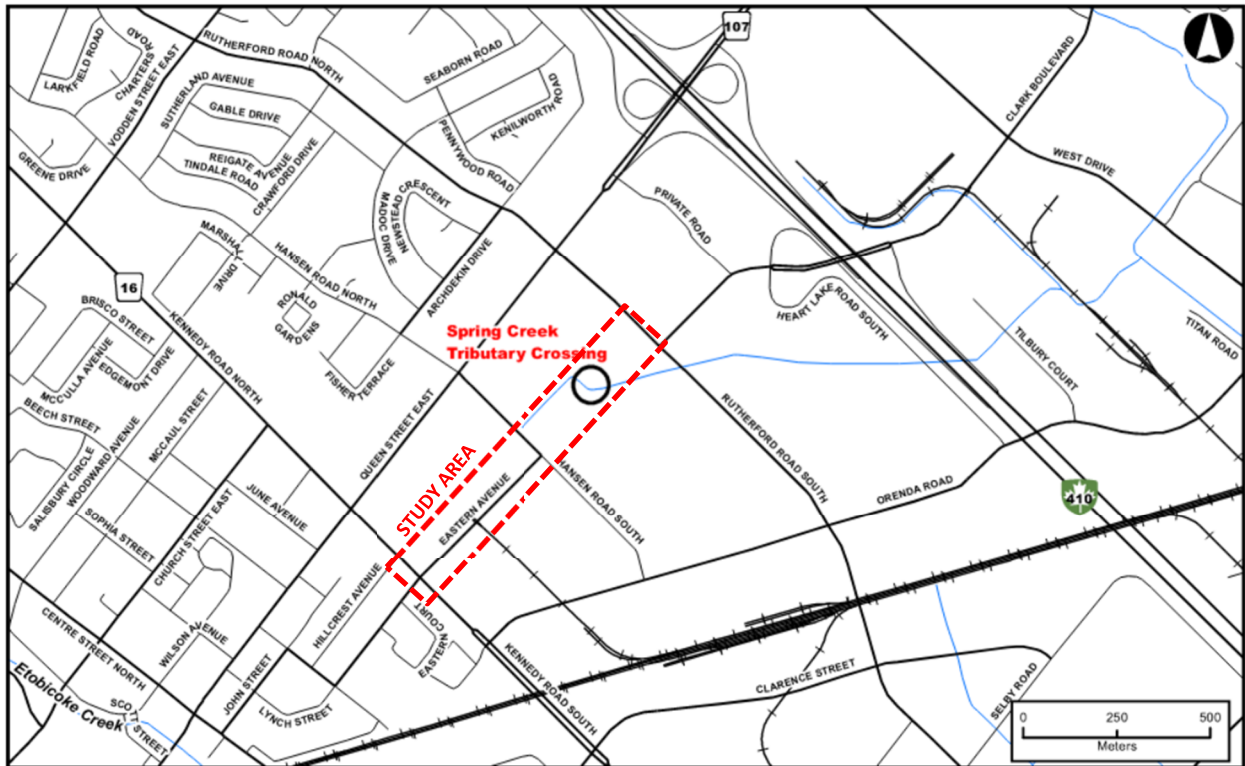 107
RUTHERFORD ROAD NORTH
SEABORN ROAD
LARKFIELD ROAD
CHARTERS ROAD
VODDEN STREET EAST
SUTHERLAND AVENUE
GABLE DRIVE
REIGATE AVENUE
TINDALE ROAD
CRAWFORD DRIVE
GREENE DRIVE
KENILWORTH ROAD
PENNYWOOD ROAD
CLARK BOULEVARD
WEST DRIVE
PRIVATE ROAD
NEWSTEAD CRESCENT
MADOC DRIVE
MARSHALL DRIVE
HANSEN ROAD NORTH
ARCHDEKIN DRIVE
16
KENNEDY ROAD NORTH
RONALD GARDENS
BRISCO STREET
MCCULLA AVENUE
EDGEMONT DRIVE
FISHER TERRACE
HEART LAKE ROAD SOUTH
TITAN ROAD
TILBURY COURT
Spring Creek
Tributary Crossing
BEECH STREET
MCCAUL STREET
WOODWARD AVENUE
SALISBURY CIRCLE
QUEEN STREET EAST
RUTHERFORD ROAD SOUTH
STUDY AREA
HANSEN ROAD SOUTH
EASTERN AVENUE
ORENDA ROAD
410
JUNE AVENUE
SOPHIA STREET
CHURCH STREET EAST
HILLCREST AVENUE
EASTERN COURT
WILSON AVENUE
CENTRE STREET NORTH
JOHN STREET
KENNEDY ROAD SOUTH
CLARENCE STREET
SELBY ROAD
Etobicoke Creek
SCOTT STREET
LYNCH STREET
0 250 500
Meters